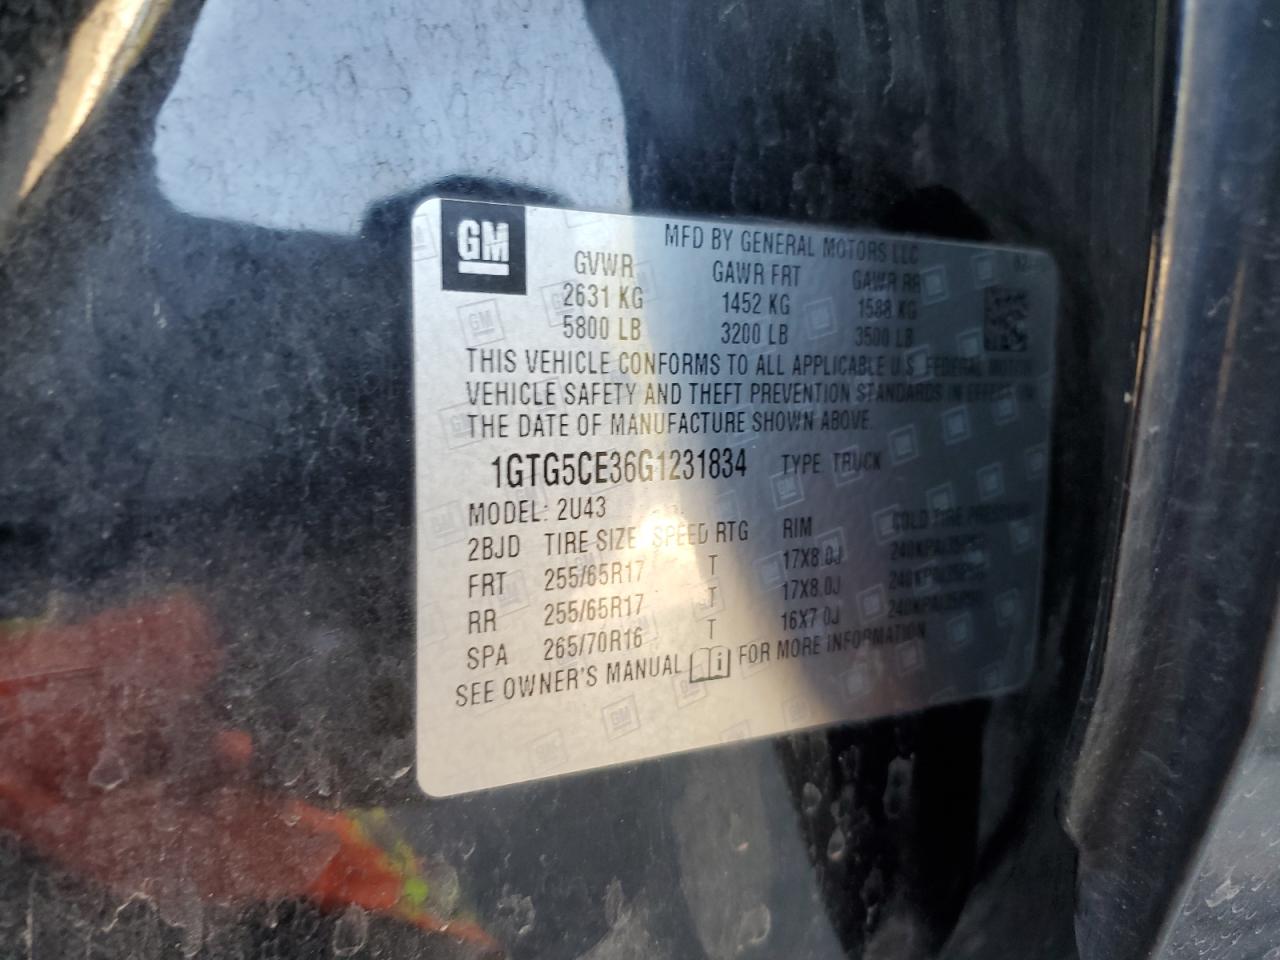 GM
MFD BY GENERAL MOTORS LLC
GVWR GAWR FRT GAWR RR
2631 KG 1452 KG 1588 KG
5800 LB 3200 LB 3500 LB
THIS VEHICLE CONFORMS TO ALL APPLICABLE U.S. FEDERAL MOTOR
VEHICLE SAFETY AND THEFT PREVENTION STANDARDS IN EFFECT ON
THE DATE OF MANUFACTURE SHOWN ABOVE.
1GTG5CE36G1231834 TYPE: TRUCK
MODEL: 2U43
2BJD TIRE SIZE SPEED RTG RIM COLD TIRE
FRT 255/65R17 T 17X8.0J
RR 255/65R17 T 17X8.0J
SPA 265/70R16 T 16X7.0J
SEE OWNER'S MANUAL FOR MORE INFORMATION